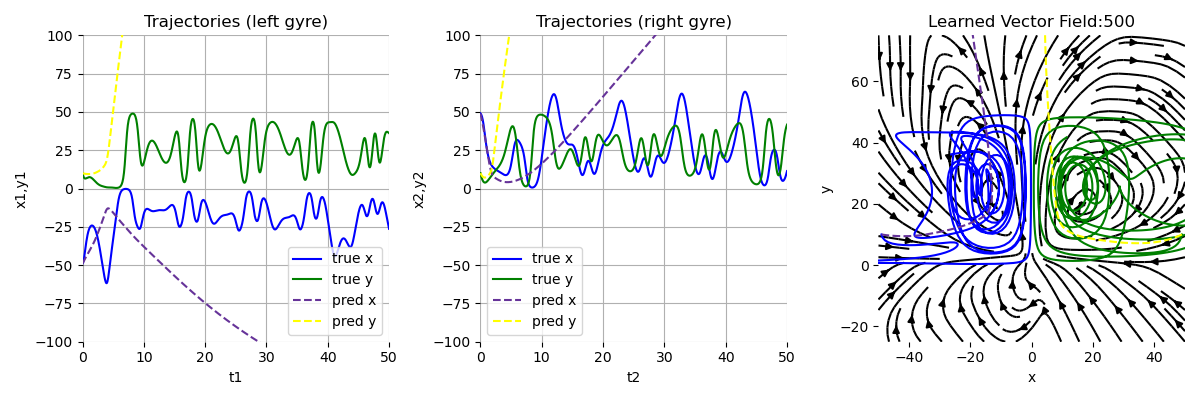 Trajectories (left gyre)
100
75
50
25
0
−25
−50
−75
−100
0 10 20 30 40 50
x1,y1
t1
true x
true y
pred x
pred y
Trajectories (right gyre)
100
75
50
25
0
−25
−50
−75
−100
0 10 20 30 40 50
x2,y2
t2
true x
true y
pred x
pred y
Learned Vector Field:500
60
40
20
0
−20
−40 −20 0 20 40
y
x